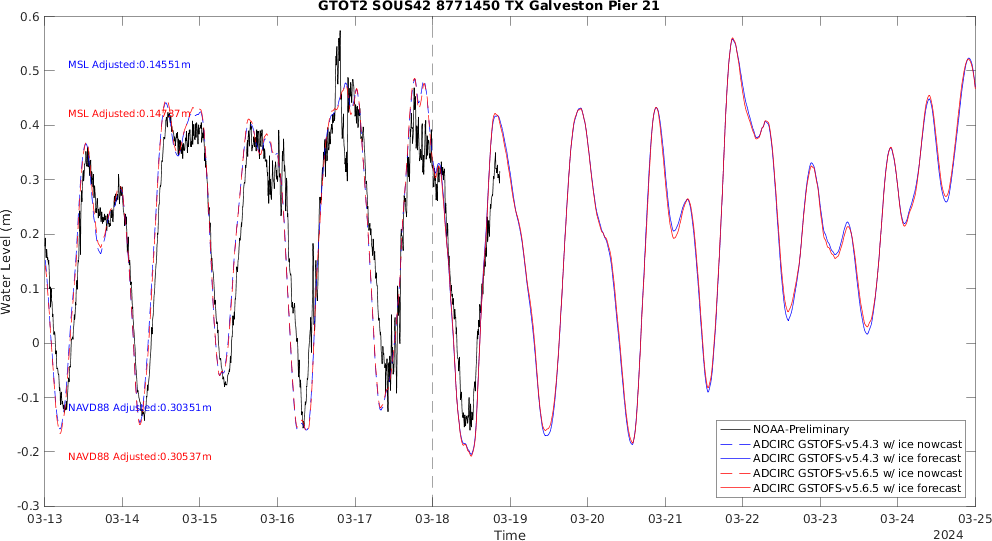 GTOT2 SOUS42 8771450 TX Galveston Pier 21
0.6
0.5
0.4
0.3
0.2
0.1
0
-0.1
-0.2
-0.3
Water Level (m)
MSL Adjusted:0.14551m
MSL Adjusted:0.14737m
NAVD88 Adjusted:0.30351m
NAVD88 Adjusted:0.30537m
NOAA-Preliminary
ADCIRC GSTOFS-v5.4.3 w/ ice nowcast
ADCIRC GSTOFS-v5.4.3 w/ ice forecast
ADCIRC GSTOFS-v5.6.5 w/ ice nowcast
ADCIRC GSTOFS-v5.6.5 w/ ice forecast
03-13 03-14 03-15 03-16 03-17 03-18 03-19 03-20 03-21 03-22 03-23 03-24 03-25
Time
2024